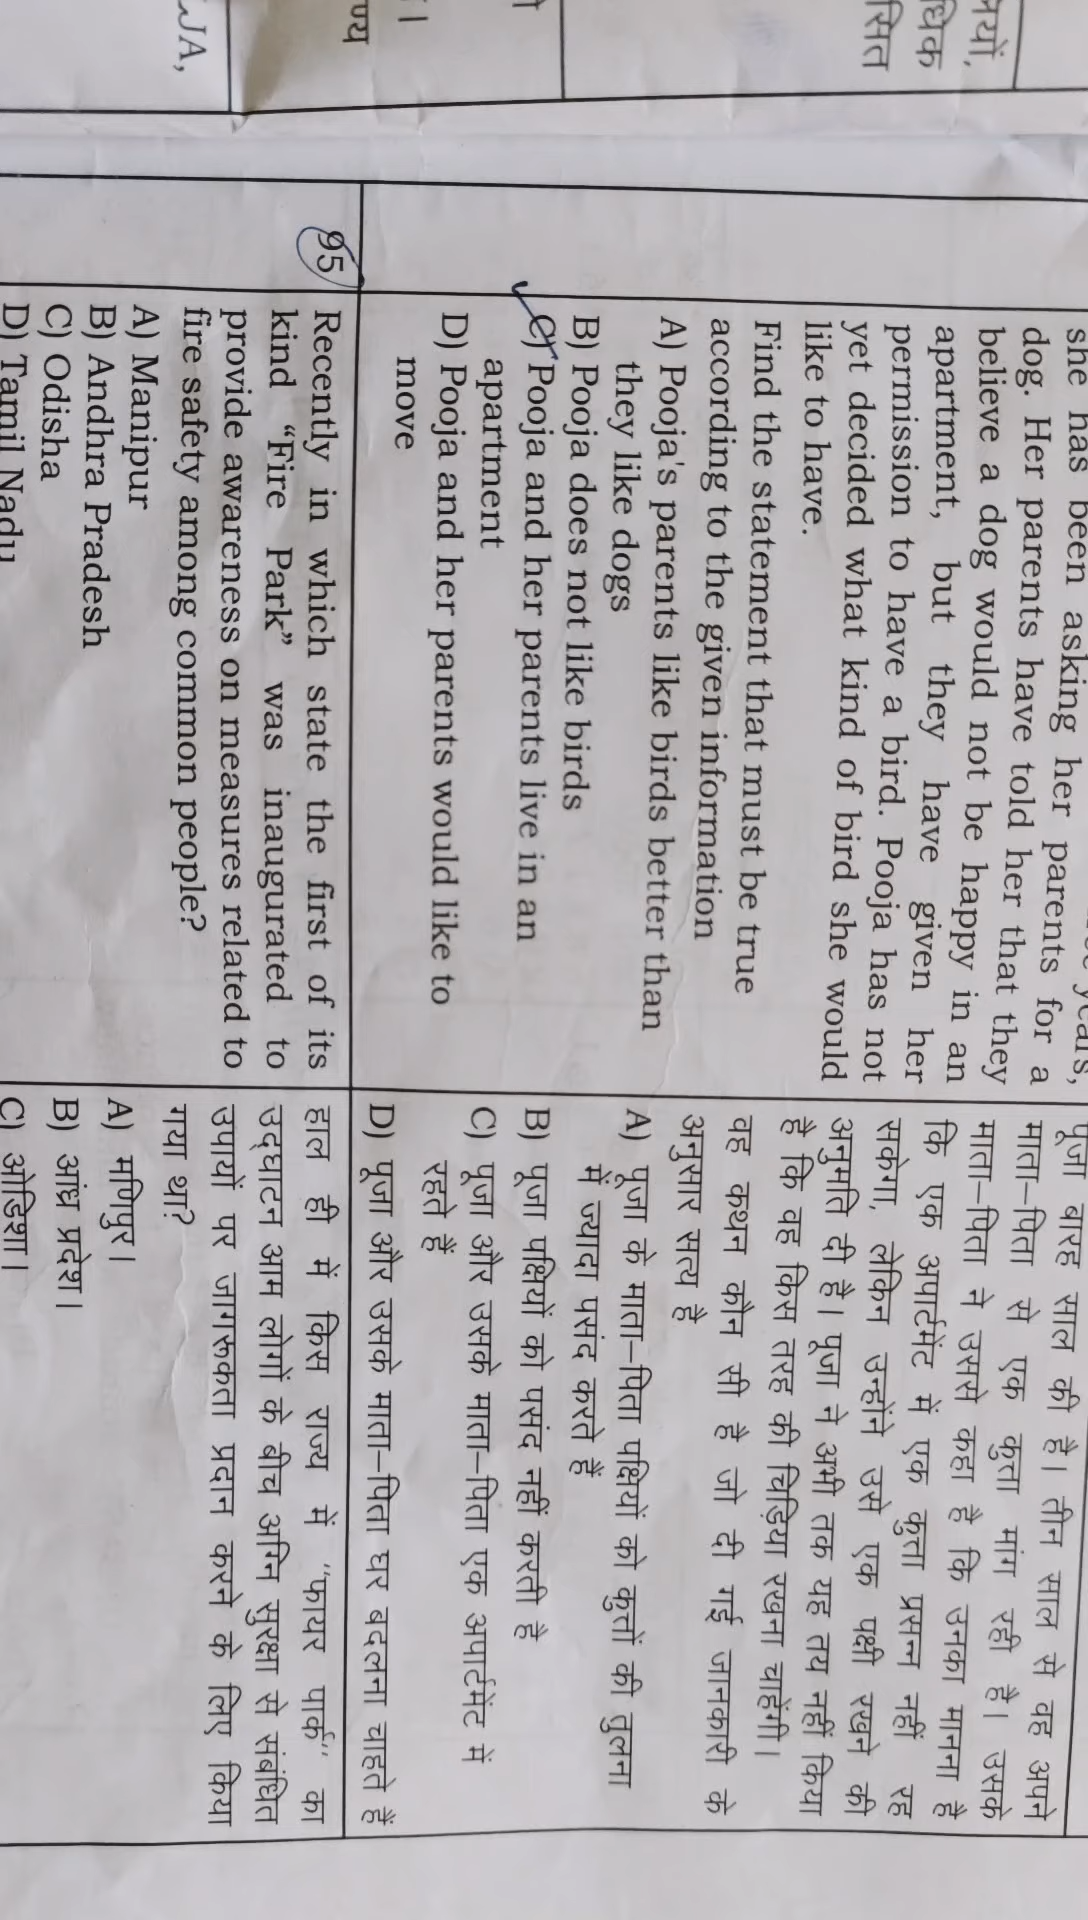 नयों,
धिक
सित
ण्य
JA,
she has been asking her parents for a
dog. Her parents have told her that they
believe a dog would not be happy in an
apartment, but they have given her
permission to have a bird. Pooja has not
yet decided what kind of bird she would
like to have.
Find the statement that must be true
according to the given information
A) Pooja's parents like birds better than
they like dogs
B) Pooja does not like birds
C) Pooja and her parents live in an
apartment
D) Pooja and her parents would like to
move
पूजा बारह साल की है। तीन साल से वह अपने
माता–पिता से एक कुत्ता मांग रही है। उसके
माता–पिता ने उससे कहा है कि उनका मानना है
कि एक अपार्टमेंट में एक कुत्ता प्रसन्न नहीं रह
सकेगा, लेकिन उन्होंने उसे एक पक्षी रखने की
अनुमति दी है। पूजा ने अभी तक यह तय नहीं किया
है कि वह किस तरह की चिड़िया रखना चाहेंगी।
वह कथन कौन सी है जो दी गई जानकारी के
अनुसार सत्य है
A) पूजा के माता–पिता पक्षियों को कुत्तों की तुलना
में ज्यादा पसंद करते हैं
B) पूजा पक्षियों को पसंद नहीं करती है
C) पूजा और उसके माता–पिता एक अपार्टमेंट में
रहते हैं
D) पूजा और उसके माता–पिता घर बदलना चाहते हैं
95
Recently in which state the first of its
kind “Fire Park” was inaugurated to
provide awareness on measures related to
fire safety among common people?
A) Manipur
B) Andhra Pradesh
C) Odisha
D) Tamil Nadu
हाल ही में किस राज्य में “फायर पार्क” का
उद्घाटन आम लोगों के बीच अग्नि सुरक्षा से संबंधित
उपायों पर जागरूकता प्रदान करने के लिए किया
गया था?
A) मणिपुर।
B) आंध्र प्रदेश।
C) ओडिशा।